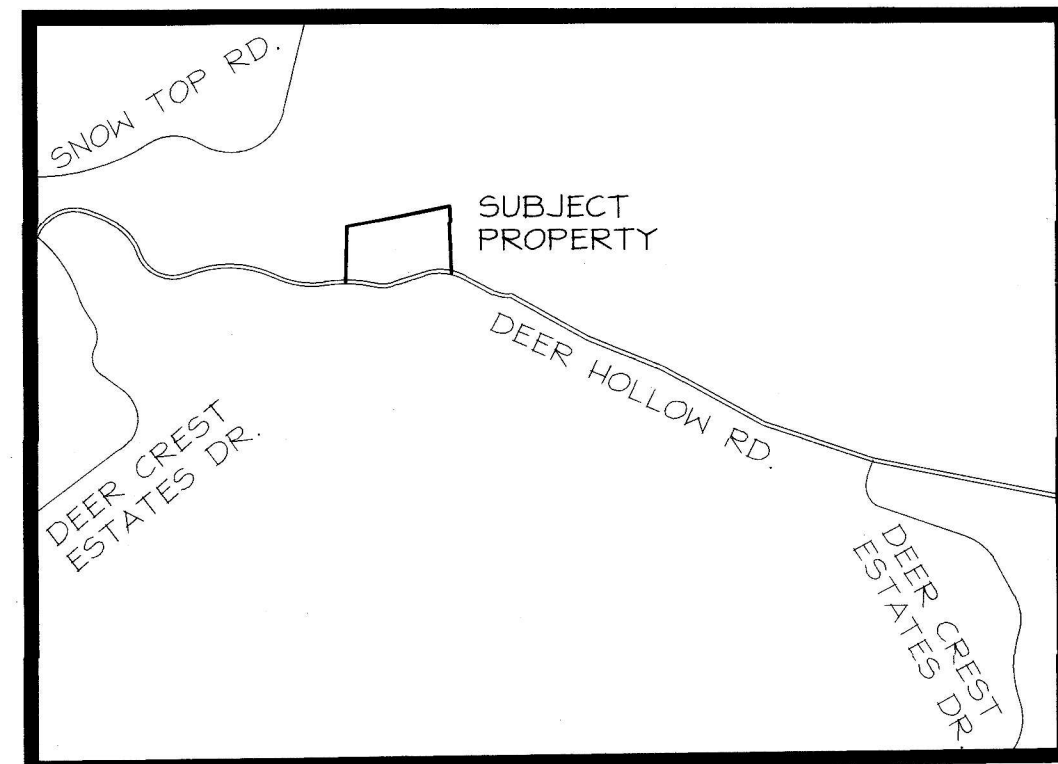 SNOW TOP RD.
SUBJECT
PROPERTY
DEER HOLLOW RD.
DEER CREST
ESTATES DR.
DEER CREST
ESTATES DR.